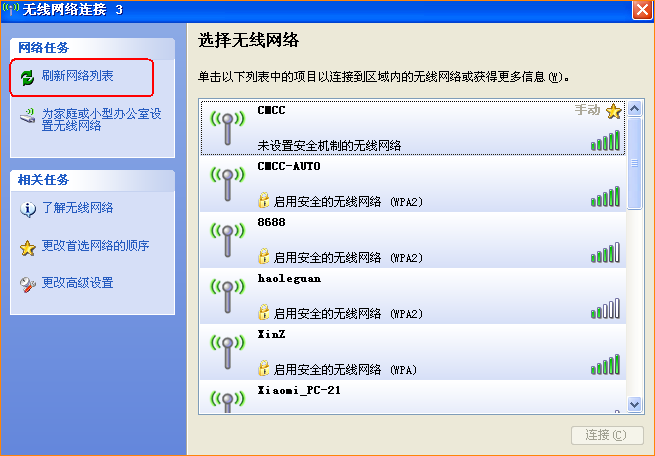 无线网络连接 3
网络任务
刷新网络列表
为家庭或小型办公室设
置无线网络
相关任务
了解无线网络
更改首选网络的顺序
更改高级设置
选择无线网络
单击以下列表中的项目以连接到区域内的无线网络或获得更多信息(W)。
CMCC
手动
未设置安全机制的无线网络
CMCC-AUTO
启用安全的无线网络 (WPA2)
8688
启用安全的无线网络 (WPA2)
haoleguan
启用安全的无线网络 (WPA2)
XinZ
启用安全的无线网络 (WPA)
Xiaomi_PC-21
连接(C)